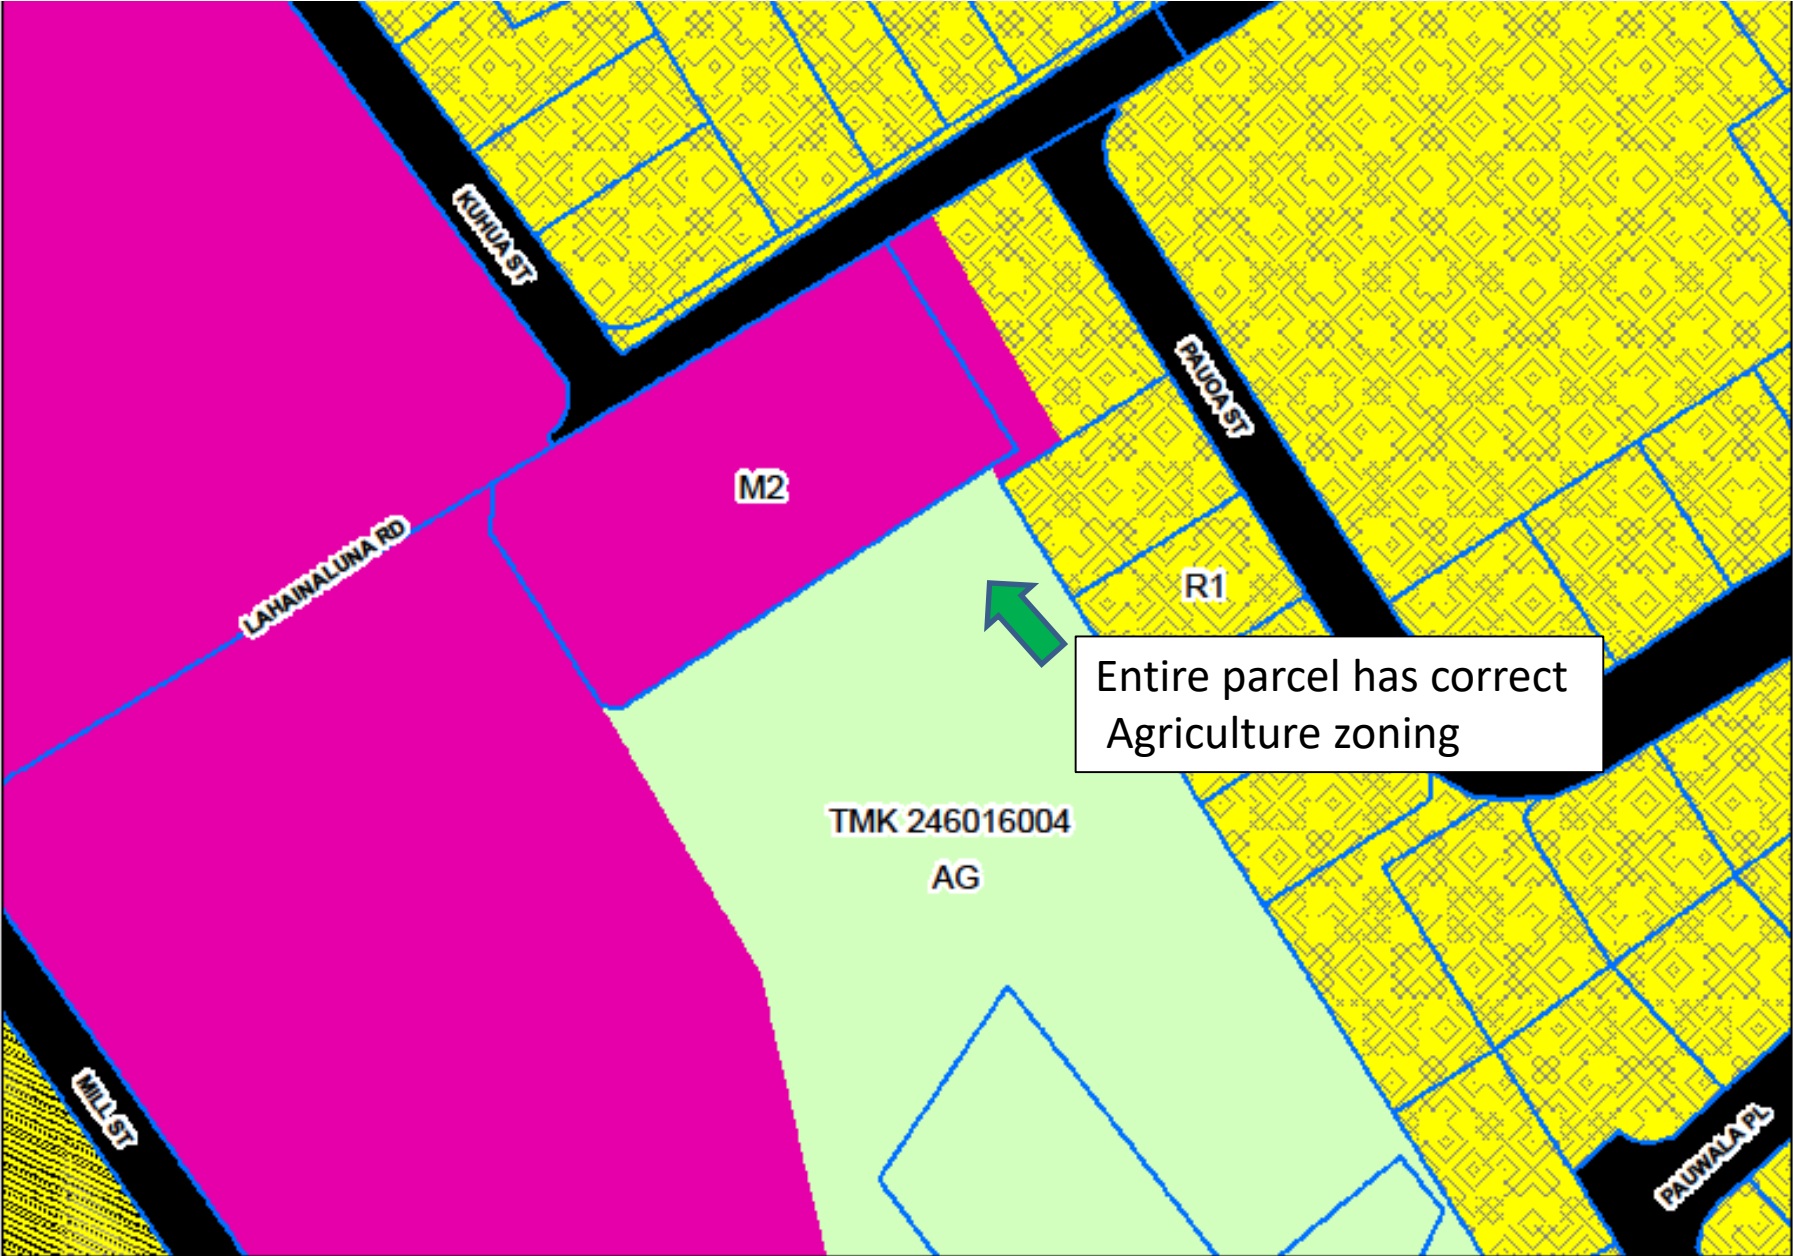 KUHUA ST
PAUOA ST
M2
LAHAINALUNA RD
R1
Entire parcel has correct
Agriculture zoning
TMK 246016004
AG
MILL ST
PAUWALA PL